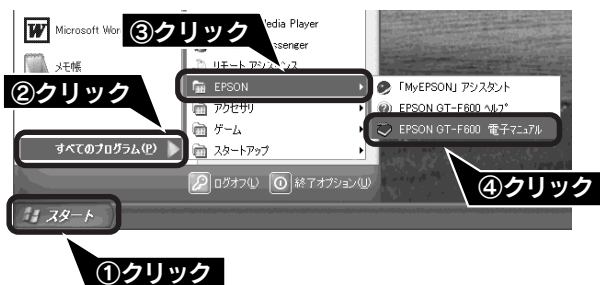 Microsoft Wor
③クリック
edia Player
ssenger
メモ帳
リモート アシスタンス
②クリック
EPSON
「MyEPSON」 アシスタント
アクセサリ
EPSON GT-F600 ヘルプ
ゲーム
EPSON GT-F600 電子マニュアル
すべてのプログラム(P)
スタートアップ
ログオフ(L)
終了オプション(U)
④クリック
スタート
①クリック